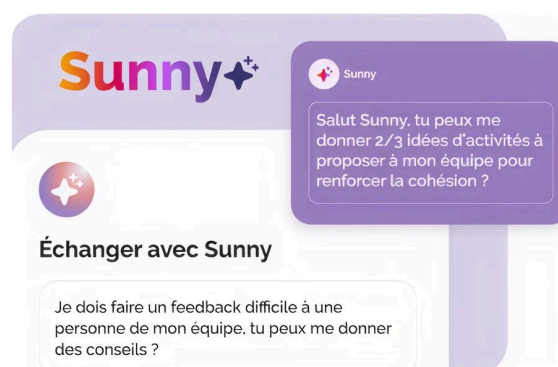 Sunny
Sunny
Salut Sunny, tu peux me
donner 2/3 idées d'activités à
proposer à mon équipe pour
renforcer la cohésion ?
Échanger avec Sunny
Je dois faire un feedback difficile à une
personne de mon équipe, tu peux me donner
des conseils ?